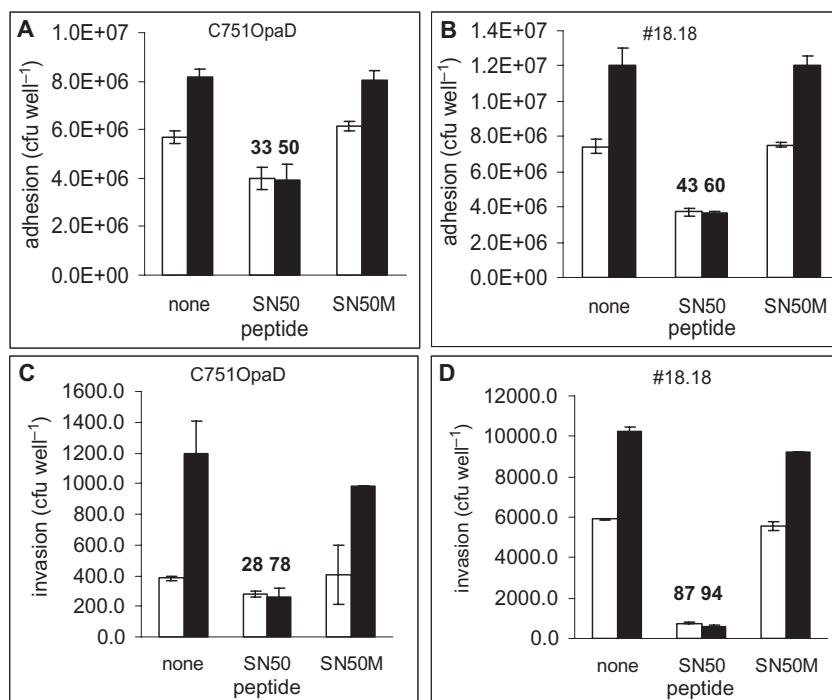 A
C751OpaD
adhesion (cfu well⁻¹)
1.0E+07
8.0E+06
6.0E+06
4.0E+06
2.0E+06
0.0E+00
33 50
none
SN50
SN50M
peptide
B
#18.18
adhesion (cfu well⁻¹)
1.4E+07
1.2E+07
1.0E+07
8.0E+06
6.0E+06
4.0E+06
2.0E+06
0.0E+00
43 60
none
SN50
SN50M
peptide
C
C751OpaD
invasion (cfu well⁻¹)
1600.0
1400.0
1200.0
1000.0
800.0
600.0
400.0
200.0
0.0
28 78
none
SN50
SN50M
peptide
D
#18.18
invasion (cfu well⁻¹)
12000.0
10000.0
8000.0
6000.0
4000.0
2000.0
0.0
87 94
none
SN50
SN50M
peptide